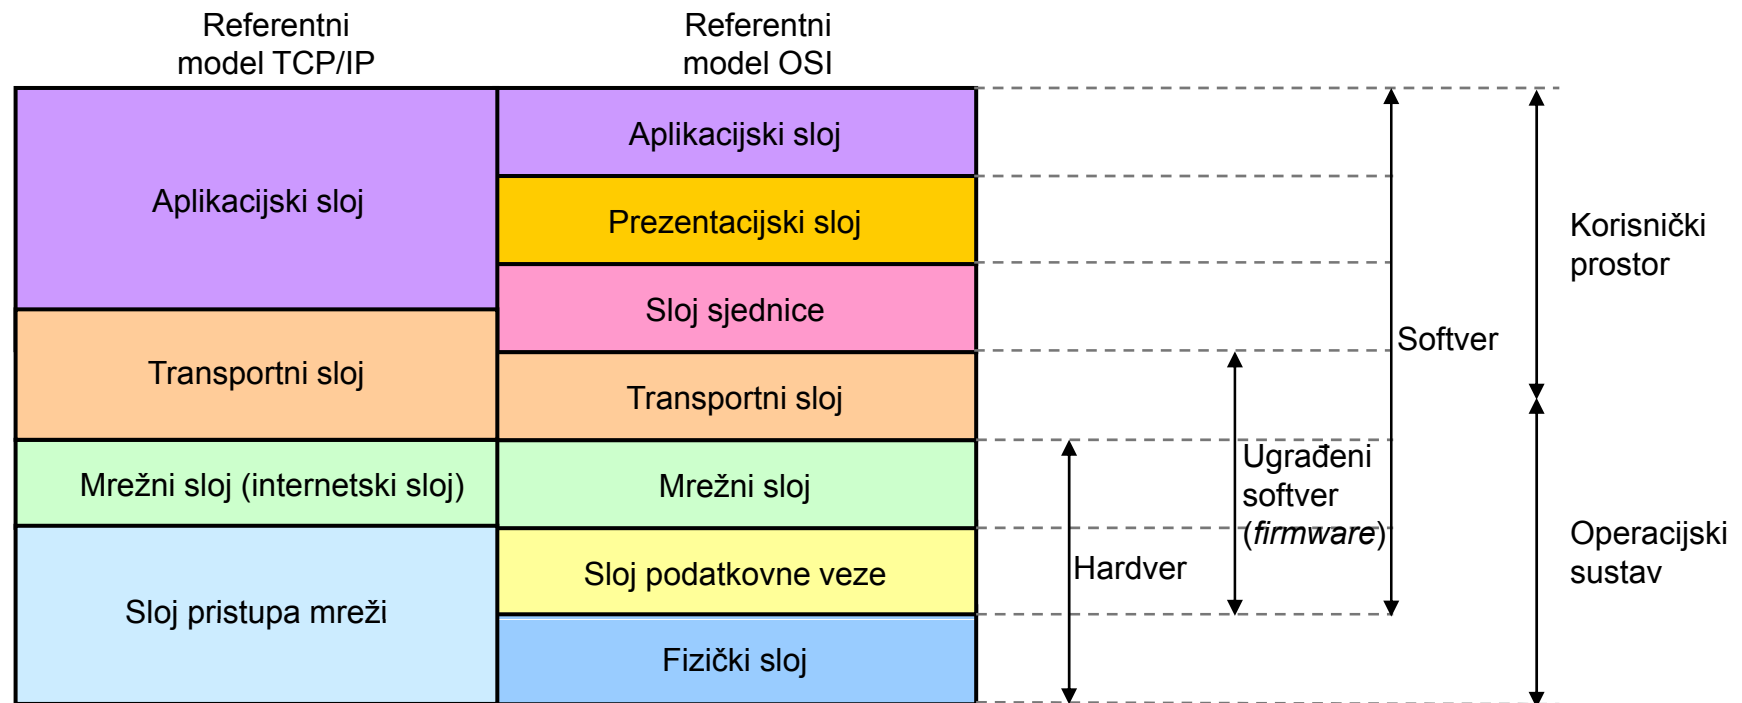 Referentni
model TCP/IP
Referentni
model OSI
Aplikacijski sloj
Transportni sloj
Mrežni sloj (internetski sloj)
Sloj pristupa mreži
Aplikacijski sloj
Prezentacijski sloj
Sloj sjednice
Transportni sloj
Mrežni sloj
Sloj podatkovne veze
Fizički sloj
Hardver
Ugrađeni
softver
(firmware)
Softver
Korisnički
prostor
Operacijski
sustav